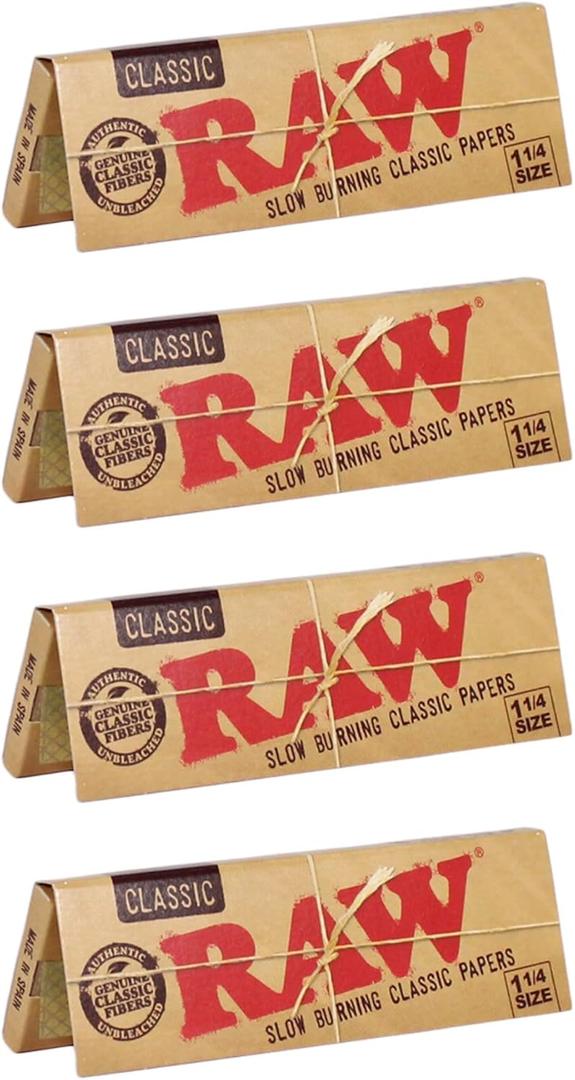 CLASSIC
RAW®
MADE IN SPAIN
AUTHENTIC
GENUINE
CLASSIC
FIBERS
UNBLEACHED
SLOW BURNING CLASSIC PAPERS
1 1/4
SIZE
CLASSIC
RAW®
MADE IN SPAIN
AUTHENTIC
GENUINE
CLASSIC
FIBERS
UNBLEACHED
SLOW BURNING CLASSIC PAPERS
1 1/4
SIZE
CLASSIC
RAW®
MADE IN SPAIN
AUTHENTIC
GENUINE
CLASSIC
FIBERS
UNBLEACHED
SLOW BURNING CLASSIC PAPERS
1 1/4
SIZE
CLASSIC
RAW®
MADE IN SPAIN
AUTHENTIC
GENUINE
CLASSIC
FIBERS
UNBLEACHED
SLOW BURNING CLASSIC PAPERS
1 1/4
SIZE